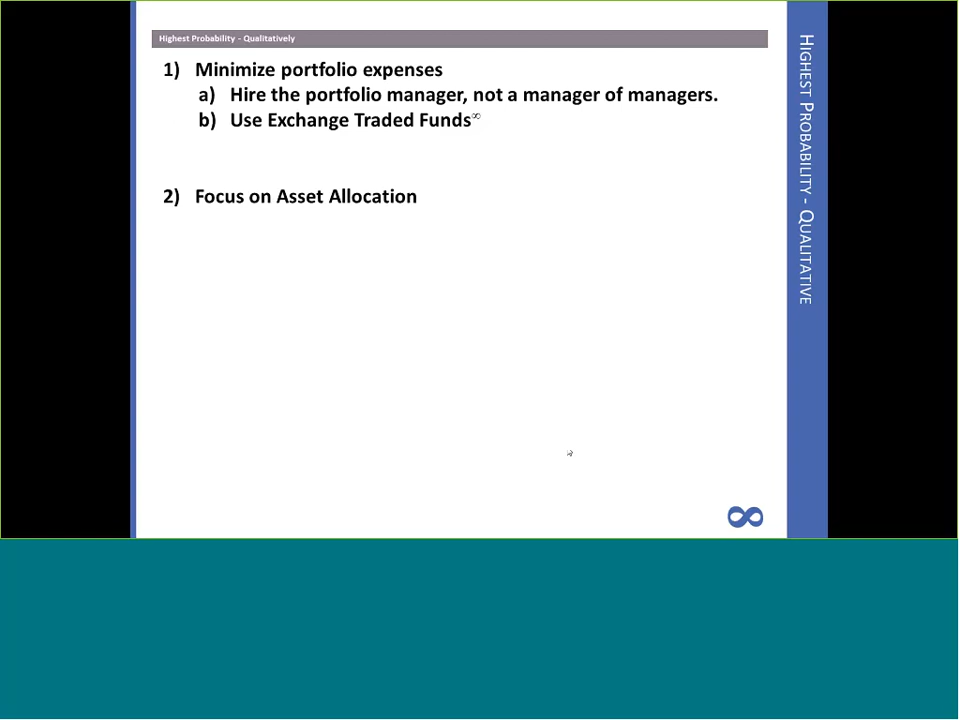 Highest Probability - Qualitatively
1) Minimize portfolio expenses
a) Hire the portfolio manager, not a manager of managers.
b) Use Exchange Traded Funds∞
2) Focus on Asset Allocation
HIGHEST PROBABILITY - QUALITATIVE
∞